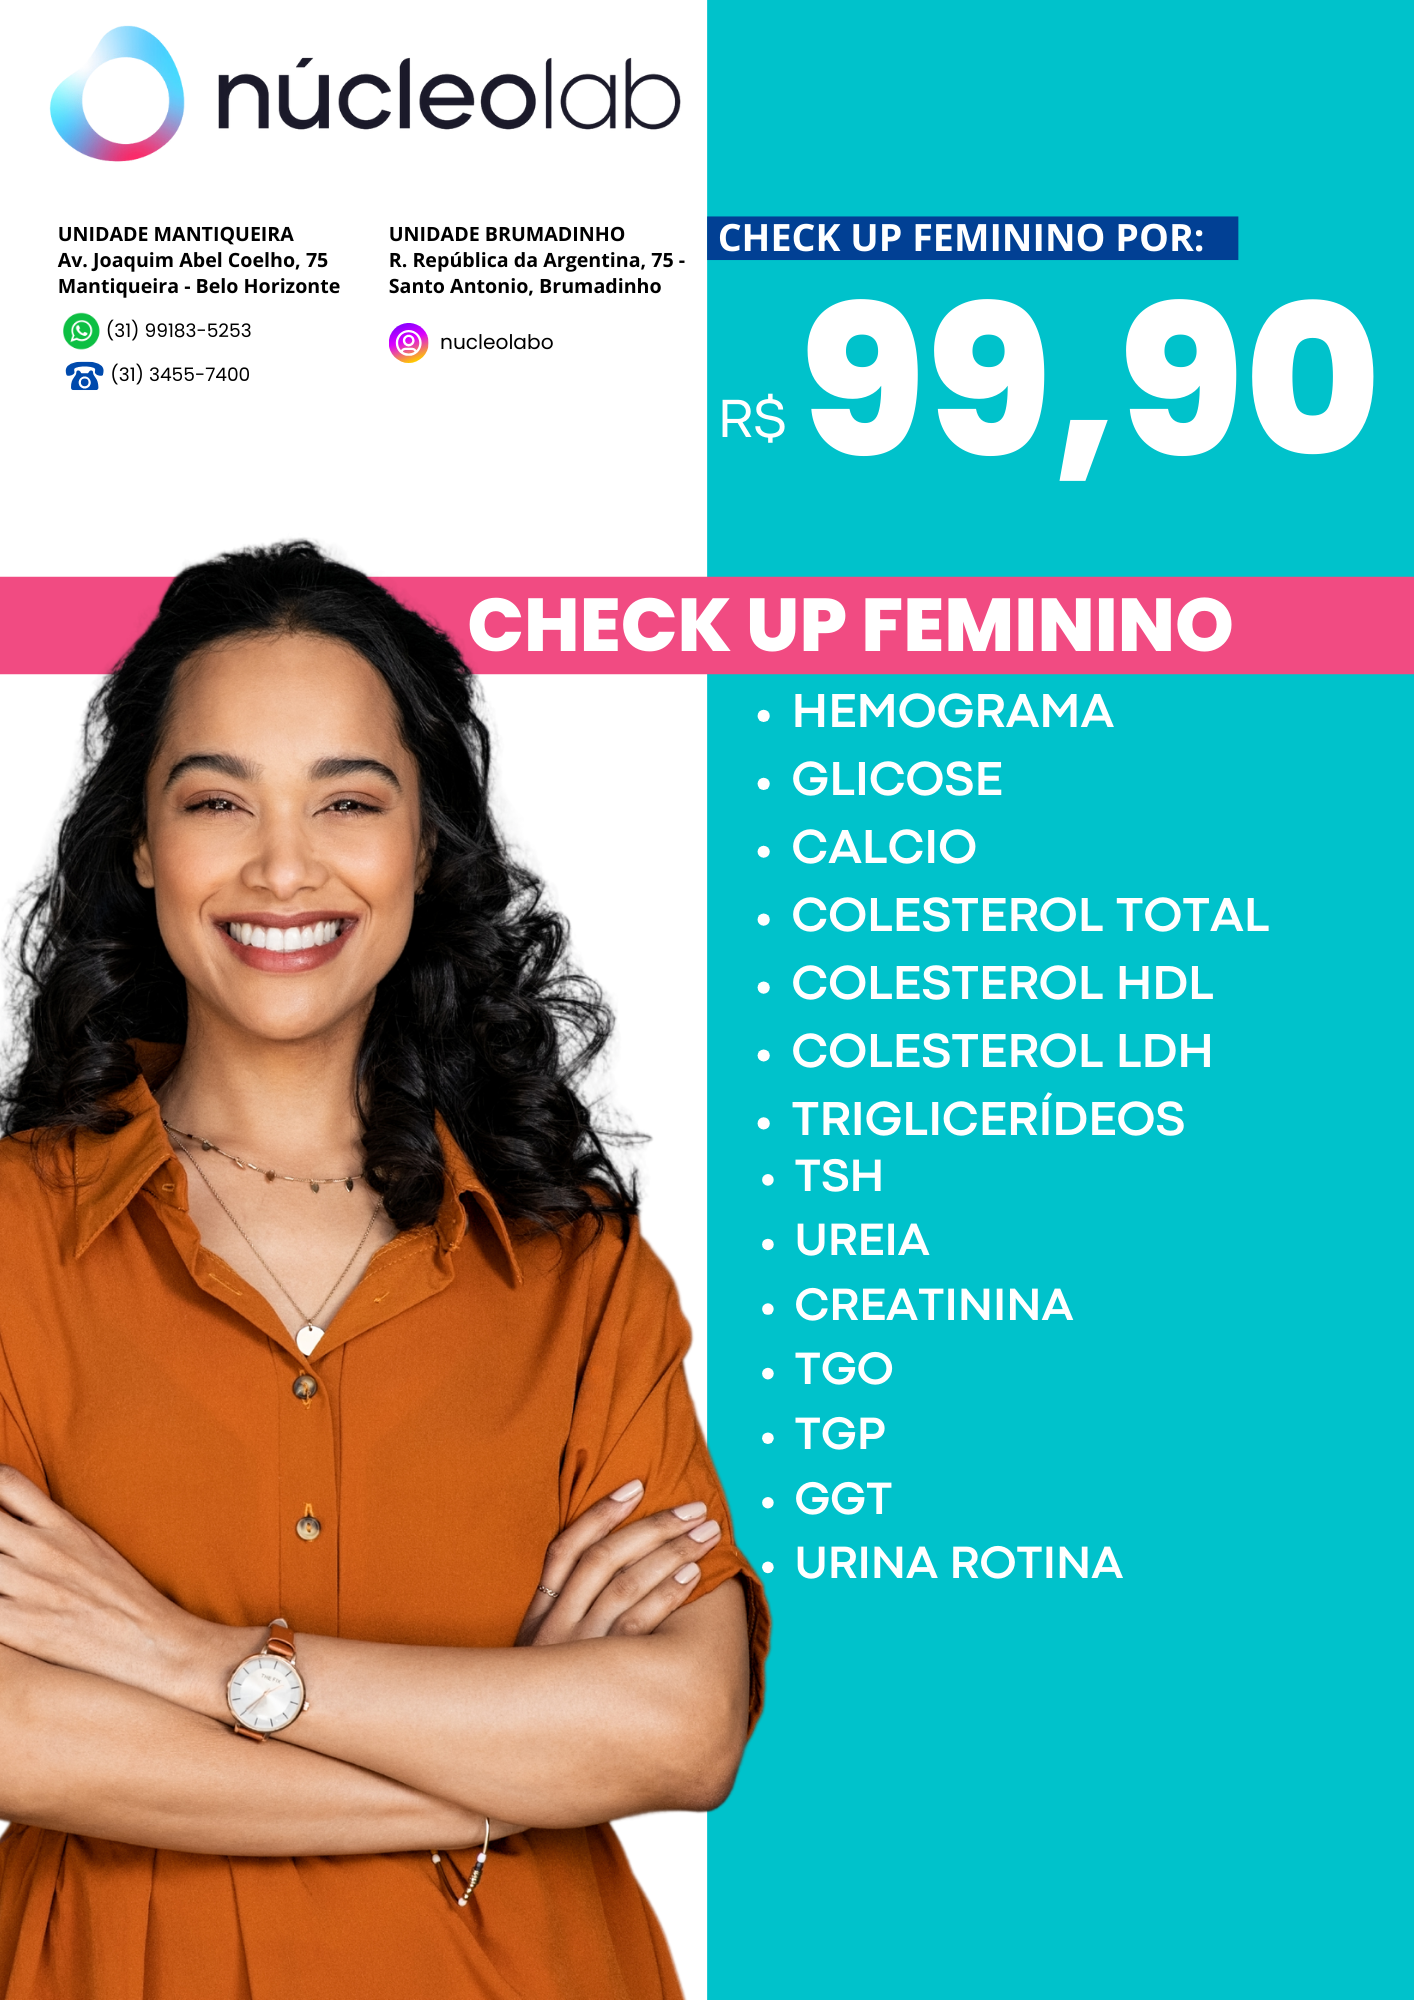 núcleolab
UNIDADE MANTIQUEIRA
Av. Joaquim Abel Coelho, 75
Mantiqueira - Belo Horizonte
(31) 99183-5253
(31) 3455-7400
UNIDADE BRUMADINHO
R. República da Argentina, 75 -
Santo Antonio, Brumadinho
nucleolabo
CHECK UP FEMININO POR:
R$ 99,90
CHECK UP FEMININO
• HEMOGRAMA
• GLICOSE
• CALCIO
• COLESTEROL TOTAL
• COLESTEROL HDL
• COLESTEROL LDH
• TRIGLICERÍDEOS
• TSH
• UREIA
• CREATININA
• TGO
• TGP
• GGT
• URINA ROTINA